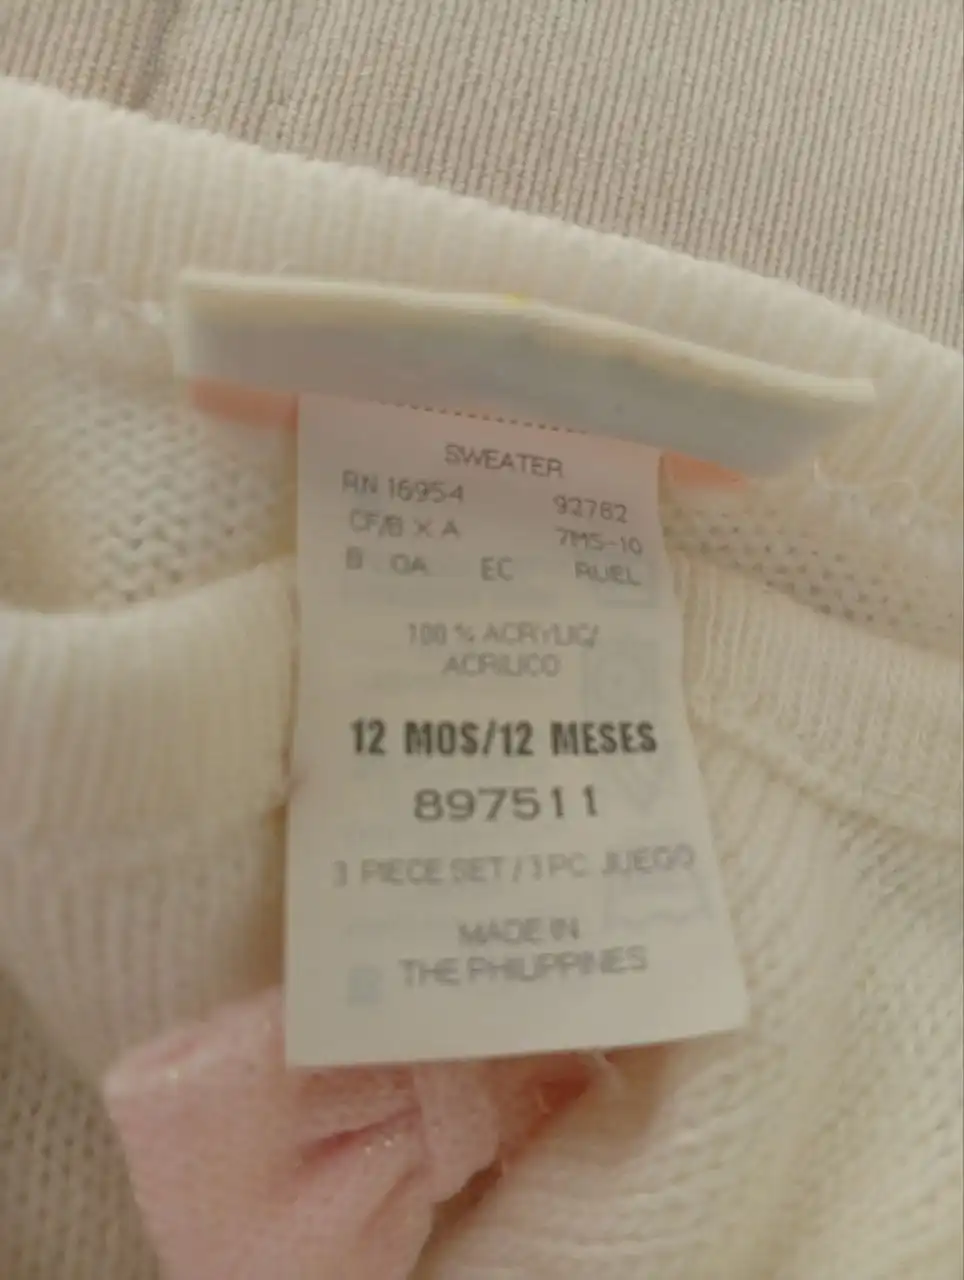 SWEATER
RN 16954 92782
CF/B X A 7MS-10
B OA EC RUEL
100 % ACRYLIC/
ACRILICO
12 MOS/12 MESES
897511
3 PIECE SET / 3 PC. JUEGO
MADE IN
THE PHILIPPINES